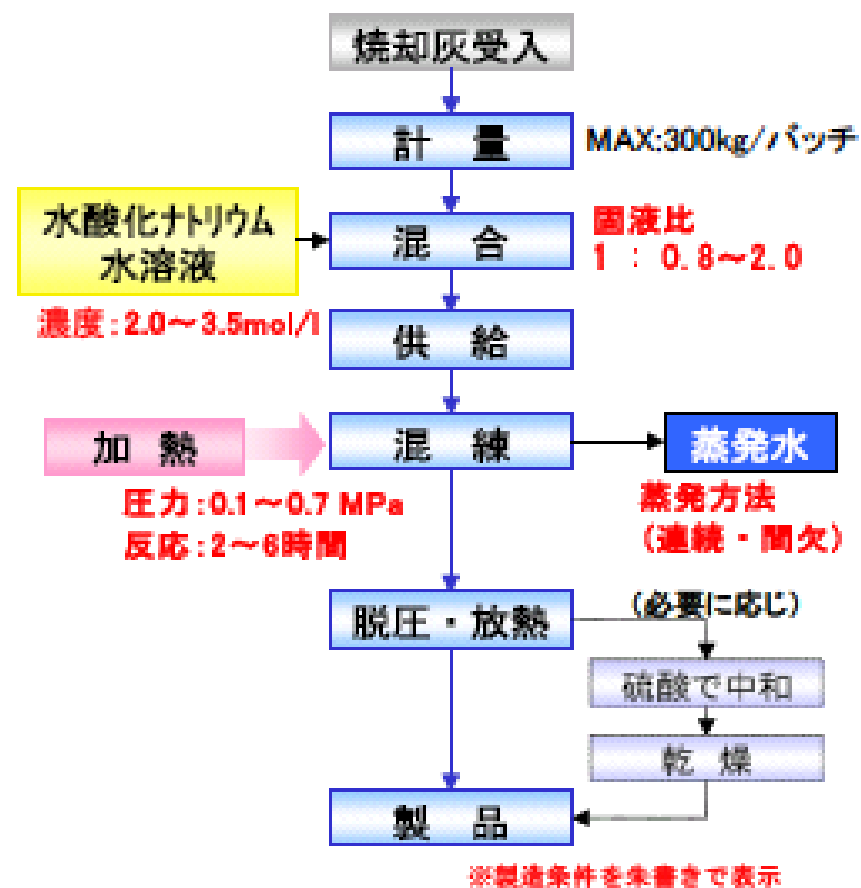 焼却灰受入
計 量
MAX:300kg/バッチ
水酸化ナトリウム
水溶液
混 合
固液比
1 : 0.8~2.0
濃度:2.0~3.5mol/l
供 給
加 熱
混 練
蒸発水
圧力:0.1~0.7 MPa
反応:2~6時間
蒸発方法
(連続・間欠)
脱圧・放熱
(必要に応じ)
硫酸で中和
乾 燥
製 品
※製造条件を朱書きで表示